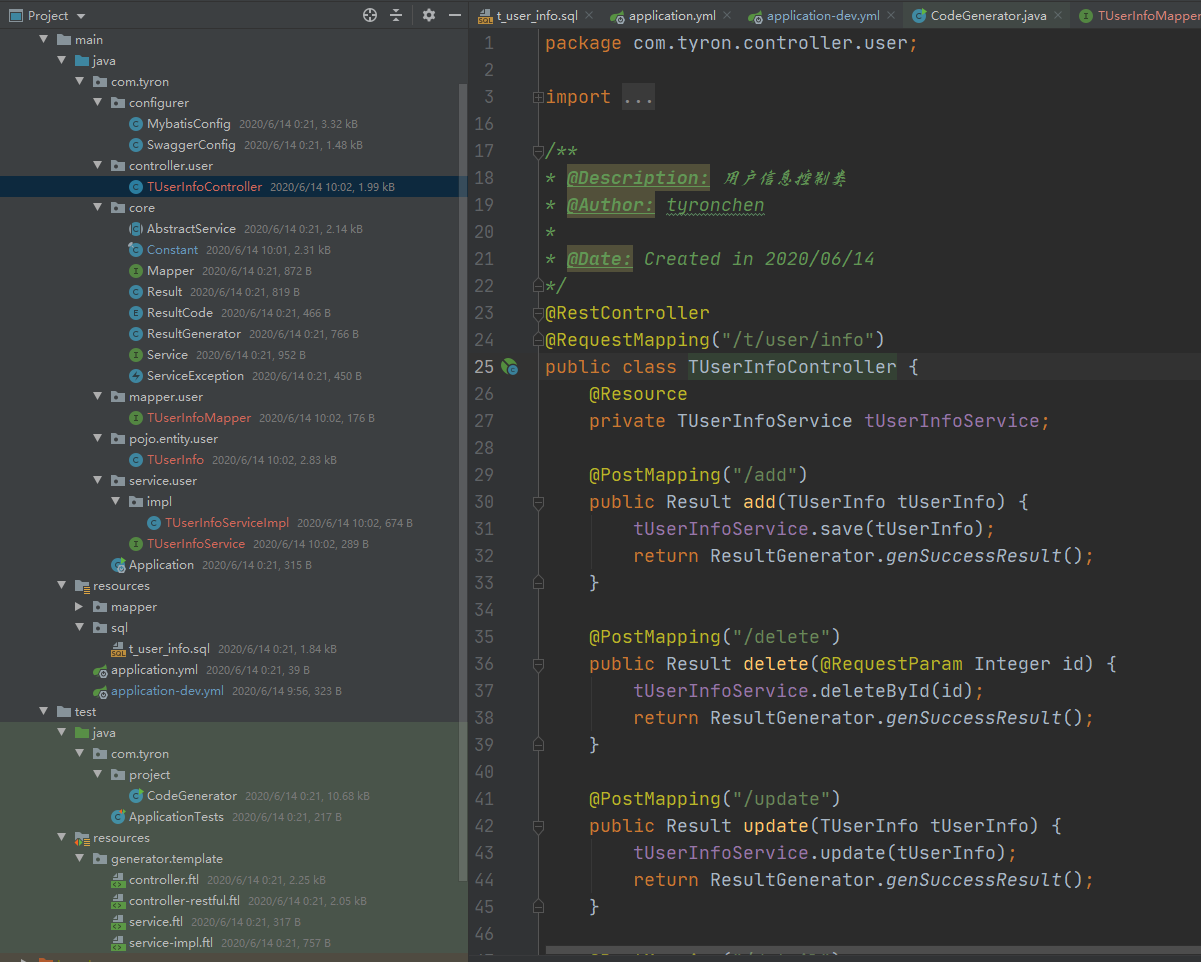 Project
main
java
com.tyron
configurer
MybatisConfig 2020/6/14 0:21, 3.32 kB
SwaggerConfig 2020/6/14 0:21, 1.48 kB
controller.user
TUserInfoController 2020/6/14 10:02, 1.99 kB
core
AbstractService 2020/6/14 0:21, 2.14 kB
Constant 2020/6/14 10:01, 2.31 kB
Mapper 2020/6/14 0:21, 872 B
Result 2020/6/14 0:21, 819 B
ResultCode 2020/6/14 0:21, 466 B
ResultGenerator 2020/6/14 0:21, 766 B
Service 2020/6/14 0:21, 952 B
ServiceException 2020/6/14 0:21, 450 B
mapper.user
TUserInfoMapper 2020/6/14 10:02, 176 B
pojo.entity.user
TUserInfo 2020/6/14 10:02, 2.83 kB
service.user
impl
TUserInfoServiceImpl 2020/6/14 10:02, 674 B
TUserInfoService 2020/6/14 10:02, 289 B
Application 2020/6/14 0:21, 315 B
resources
mapper
sql
t_user_info.sql 2020/6/14 0:21, 1.84 kB
application.yml 2020/6/14 0:21, 39 B
application-dev.yml 2020/6/14 9:56, 323 B
test
java
com.tyron
project
CodeGenerator 2020/6/14 0:21, 10.68 kB
ApplicationTests 2020/6/14 0:21, 217 B
resources
generator.template
controller.ftl 2020/6/14 0:21, 2.25 kB
controller-restful.ftl 2020/6/14 0:21, 2.05 kB
service.ftl 2020/6/14 0:21, 317 B
service-impl.ftl 2020/6/14 0:21, 757 B
t_user_info.sql application.yml application-dev.yml CodeGenerator.java TUserInfoMapper
1 package com.tyron.controller.user;
2
3 import ...
16
17 /**
18 * @Description: 用户信息控制类
19 * @Author: tyronchen
20 *
21 * @Date: Created in 2020/06/14
22 */
23 @RestController
24 @RequestMapping("/t/user/info")
25 public class TUserInfoController {
26 @Resource
27 private TUserInfoService tUserInfoService;
28
29 @PostMapping("/add")
30 public Result add(TUserInfo tUserInfo) {
31 tUserInfoService.save(tUserInfo);
32 return ResultGenerator.genSuccessResult();
33 }
34
35 @PostMapping("/delete")
36 public Result delete(@RequestParam Integer id) {
37 tUserInfoService.deleteById(id);
38 return ResultGenerator.genSuccessResult();
39 }
40
41 @PostMapping("/update")
42 public Result update(TUserInfo tUserInfo) {
43 tUserInfoService.update(tUserInfo);
44 return ResultGenerator.genSuccessResult();
45 }
46